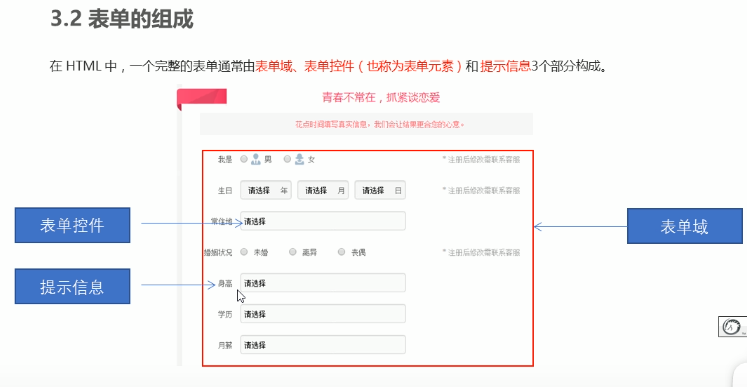 3.2 表单的组成
在 HTML 中，一个完整的表单通常由表单域、表单控件（也称为表单元素）和 提示信息3个部分构成。
青春不常在，抓紧谈恋爱
花点时间填写真实信息，我们会让结果更合您的心意。
我是 男 女 * 注册后修改需联系客服
生日 请选择 年 请选择 月 请选择 日 * 注册后修改需联系客服
表单控件
常住地 请选择
表单域
婚姻状况 未婚 离异 丧偶 * 注册后修改需联系客服
提示信息
身高 请选择
学历 请选择
月薪 请选择